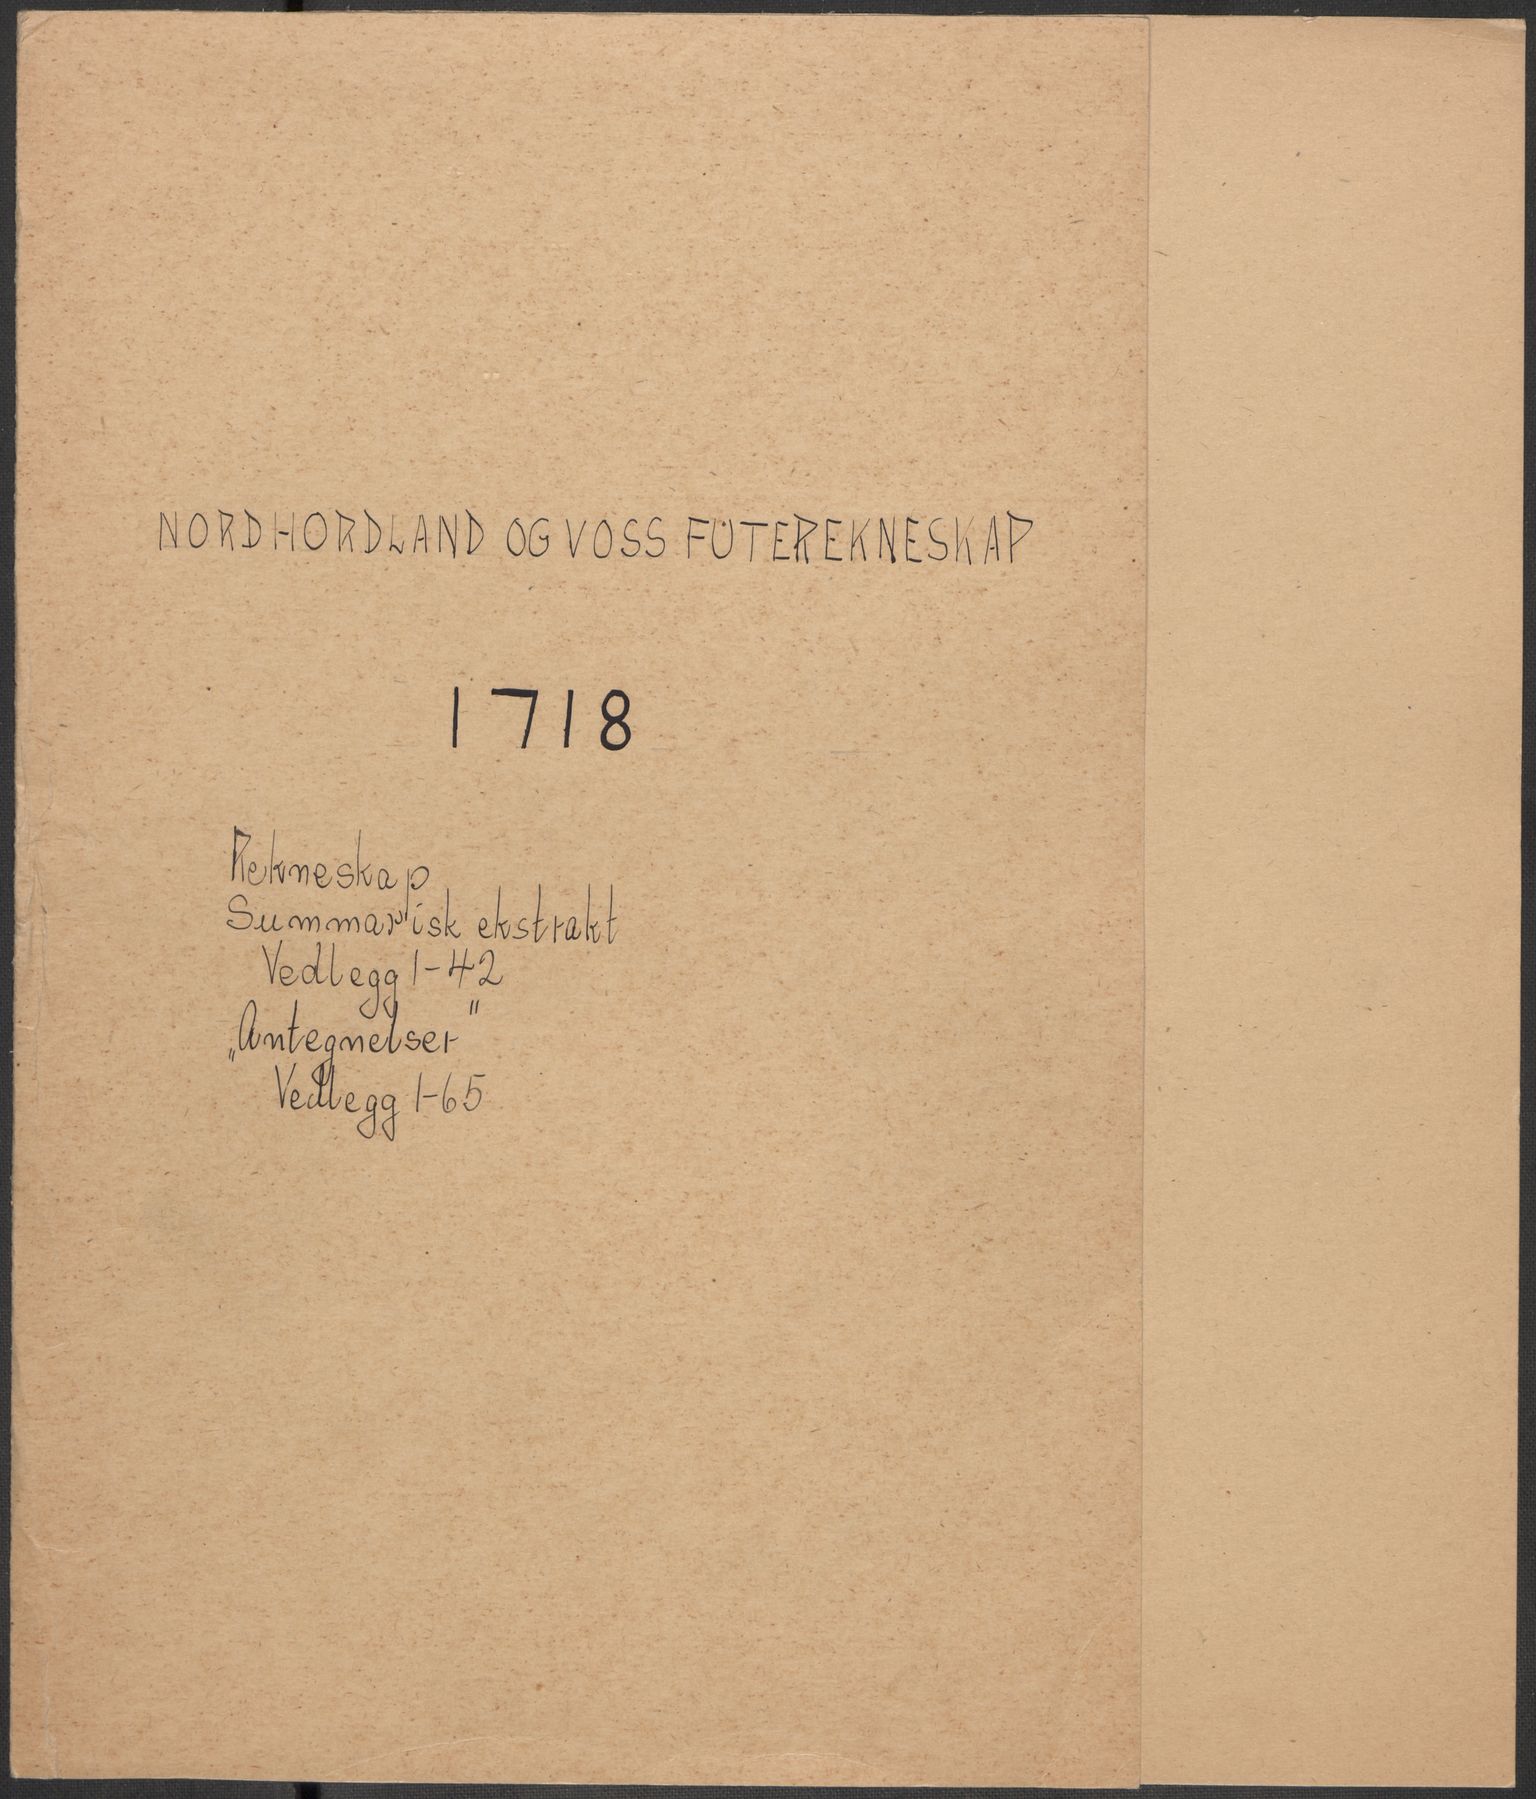 NORDHORDLAND OG VOSS FUTEREKNESKAP
1718
Rekneskap
Summarisk ekstrakt
Vedlegg 1-42
„Antegnelser"
Vedlegg 1-65